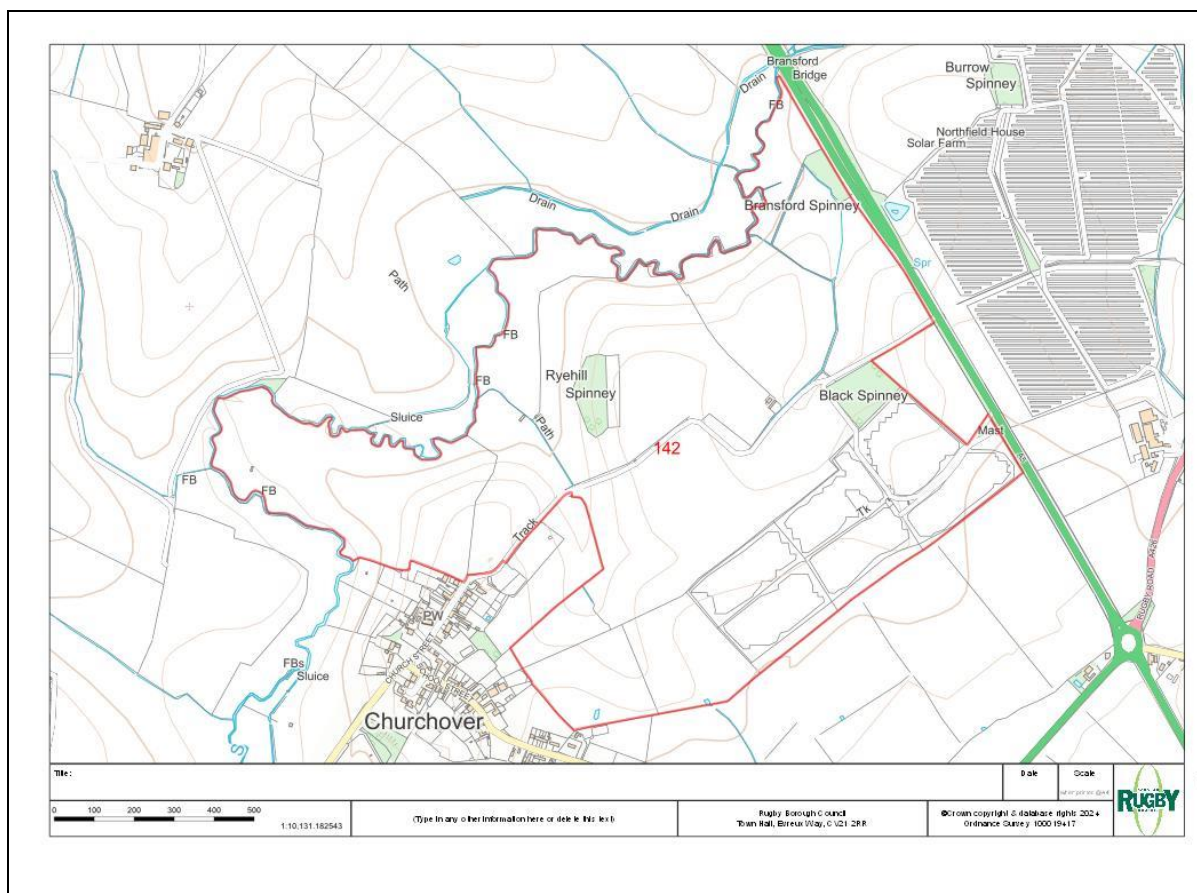 Bransford
Bridge
Drain
FB
Burrow
Spinney
Northfield House
Solar Farm
Bransford Spinney
Drain
Drain
Path
Spr
FB
Ryehill
Spinney
FB
Black Spinney
Sluice
Path
Mast
142
A5
FB
FB
Track
Tk
RUGBY ROAD A426
PW
CHURCH STREET
SCHOOL STREET
FBs
Sluice
Churchover
Title:
Date
Scale
0 100 200 300 400 500
1:10,131.182543
(Type in any other information here or delete this text)
Rugby Borough Council
Town Hall, Evreux Way, CV21 2RR
©Crown copyright & database rights 2024
Ordnance Survey 100019417
RUGBY